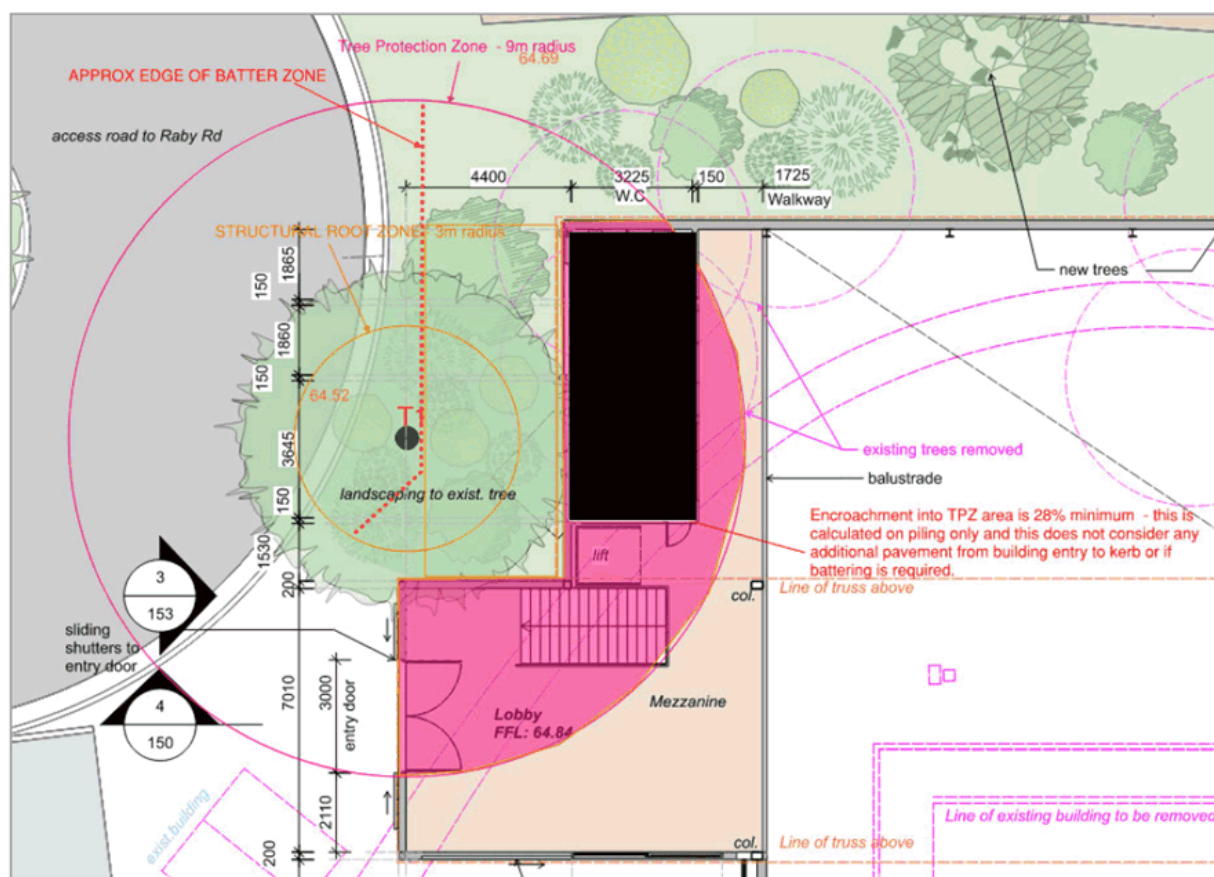 Tree Protection Zone - 9m radius
64.69
APPROX EDGE OF BATTER ZONE
access road to Raby Rd
4400
3225
150
1725
W.C
Walkway
STRUCTURAL ROOT ZONE - 3m radius
new trees
1865
150
1860
150
64.52
T1
3645
existing trees removed
landscaping to exist. tree
balustrade
150
Encroachment into TPZ area is 28% minimum - this is
calculated on piling only and this does not consider any
additional pavement from building entry to kerb or if
battering is required.
1530
lift
200
Line of truss above
col.
3
153
sliding
shutters to
entry door
7010
3000
entry door
4
150
Mezzanine
Lobby
FFL: 64.84
2110
exist.building
Line of existing building to be removed
col.
Line of truss above
200